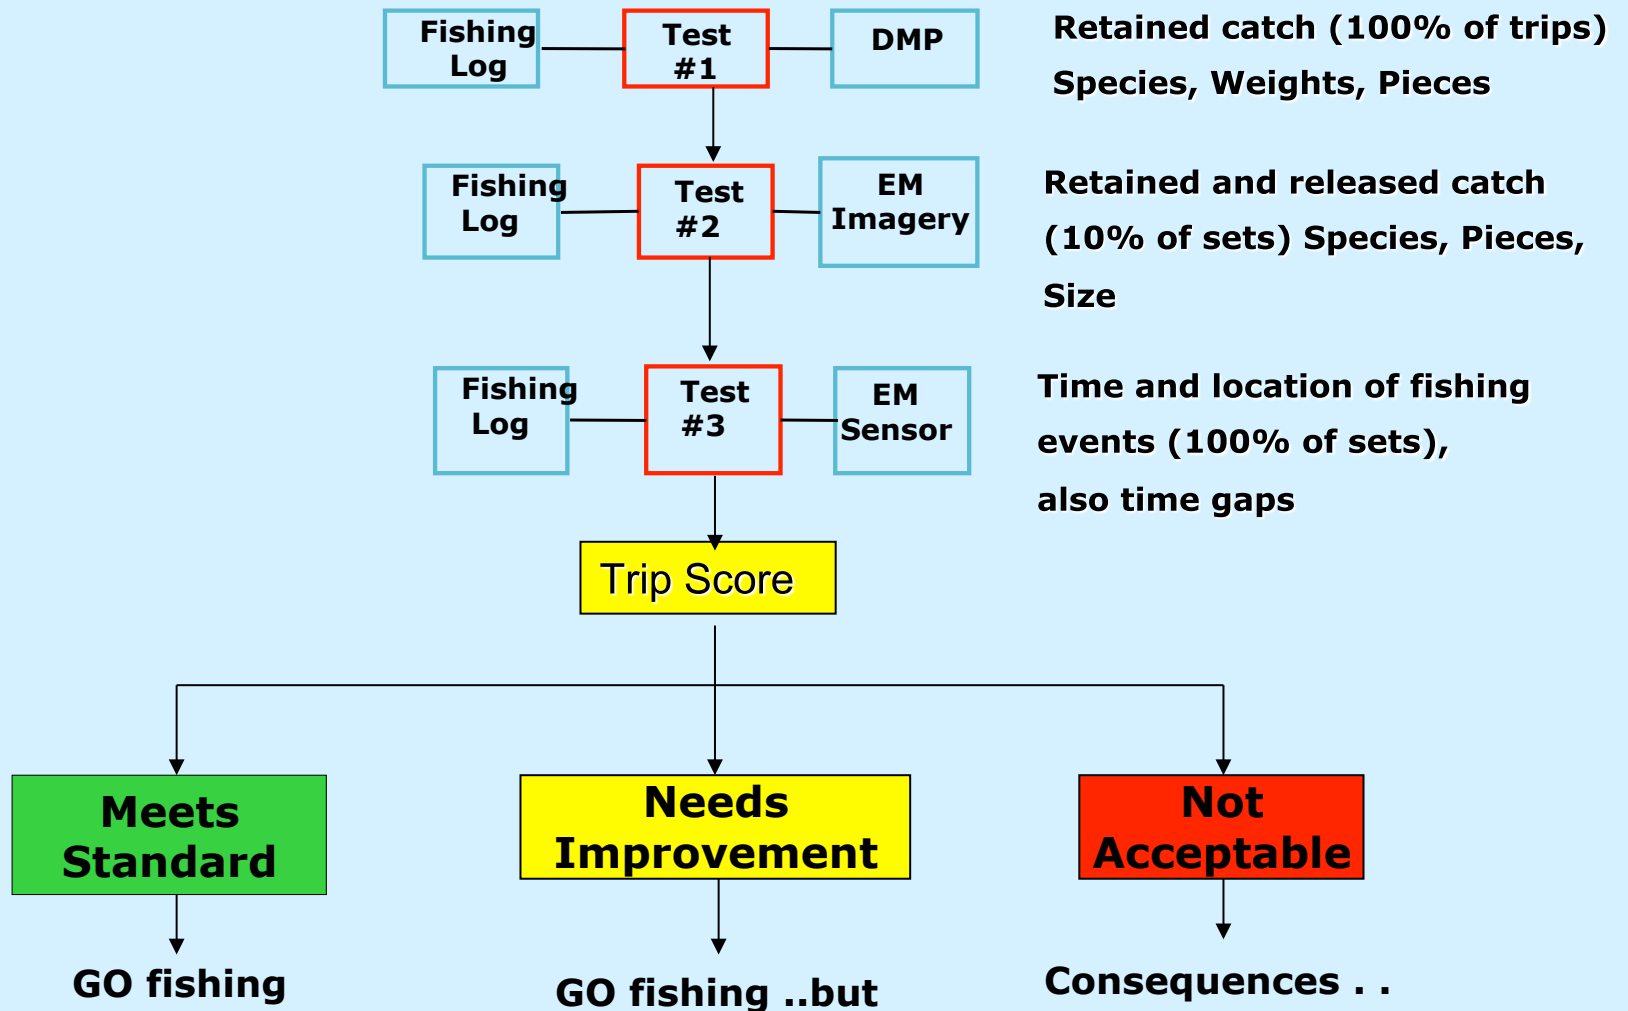 Fishing
Log
Test
#1
DMP
Retained catch (100% of trips)
Species, Weights, Pieces
Fishing
Log
Test
#2
EM
Imagery
Retained and released catch
(10% of sets) Species, Pieces,
Size
Fishing
Log
Test
#3
EM
Sensor
Time and location of fishing
events (100% of sets),
also time gaps
Trip Score
Meets
Standard
Needs
Improvement
Not
Acceptable
GO fishing
GO fishing ..but
Consequences . .